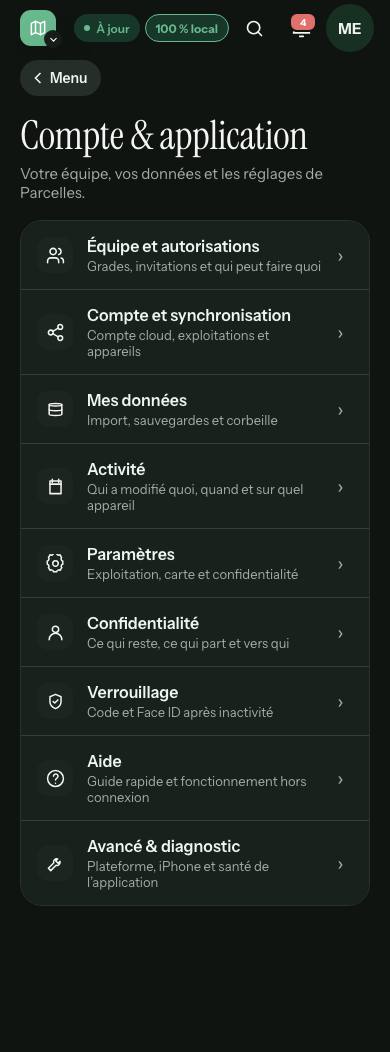 À jour
100 % local
4
ME
Menu
Compte & application
Votre équipe, vos données et les réglages de
Parcelles.
Équipe et autorisations
Grades, invitations et qui peut faire quoi
Compte et synchronisation
Compte cloud, exploitations et
appareils
Mes données
Import, sauvegardes et corbeille
Activité
Qui a modifié quoi, quand et sur quel
appareil
Paramètres
Exploitation, carte et confidentialité
Confidentialité
Ce qui reste, ce qui part et vers qui
Verrouillage
Code et Face ID après inactivité
Aide
Guide rapide et fonctionnement hors
connexion
Avancé & diagnostic
Plateforme, iPhone et santé de
l'application